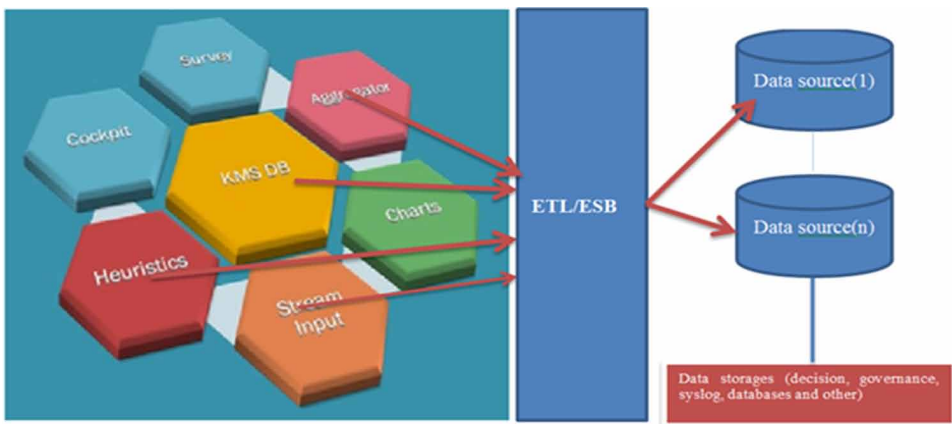 Survey
Aggregator
Cockpit
KMS DB
Charts
Heuristics
Stream
Input
ETL/ESB
Data source(1)
Data source(n)
Data storages (decision, governance,
syslog, databases and other)